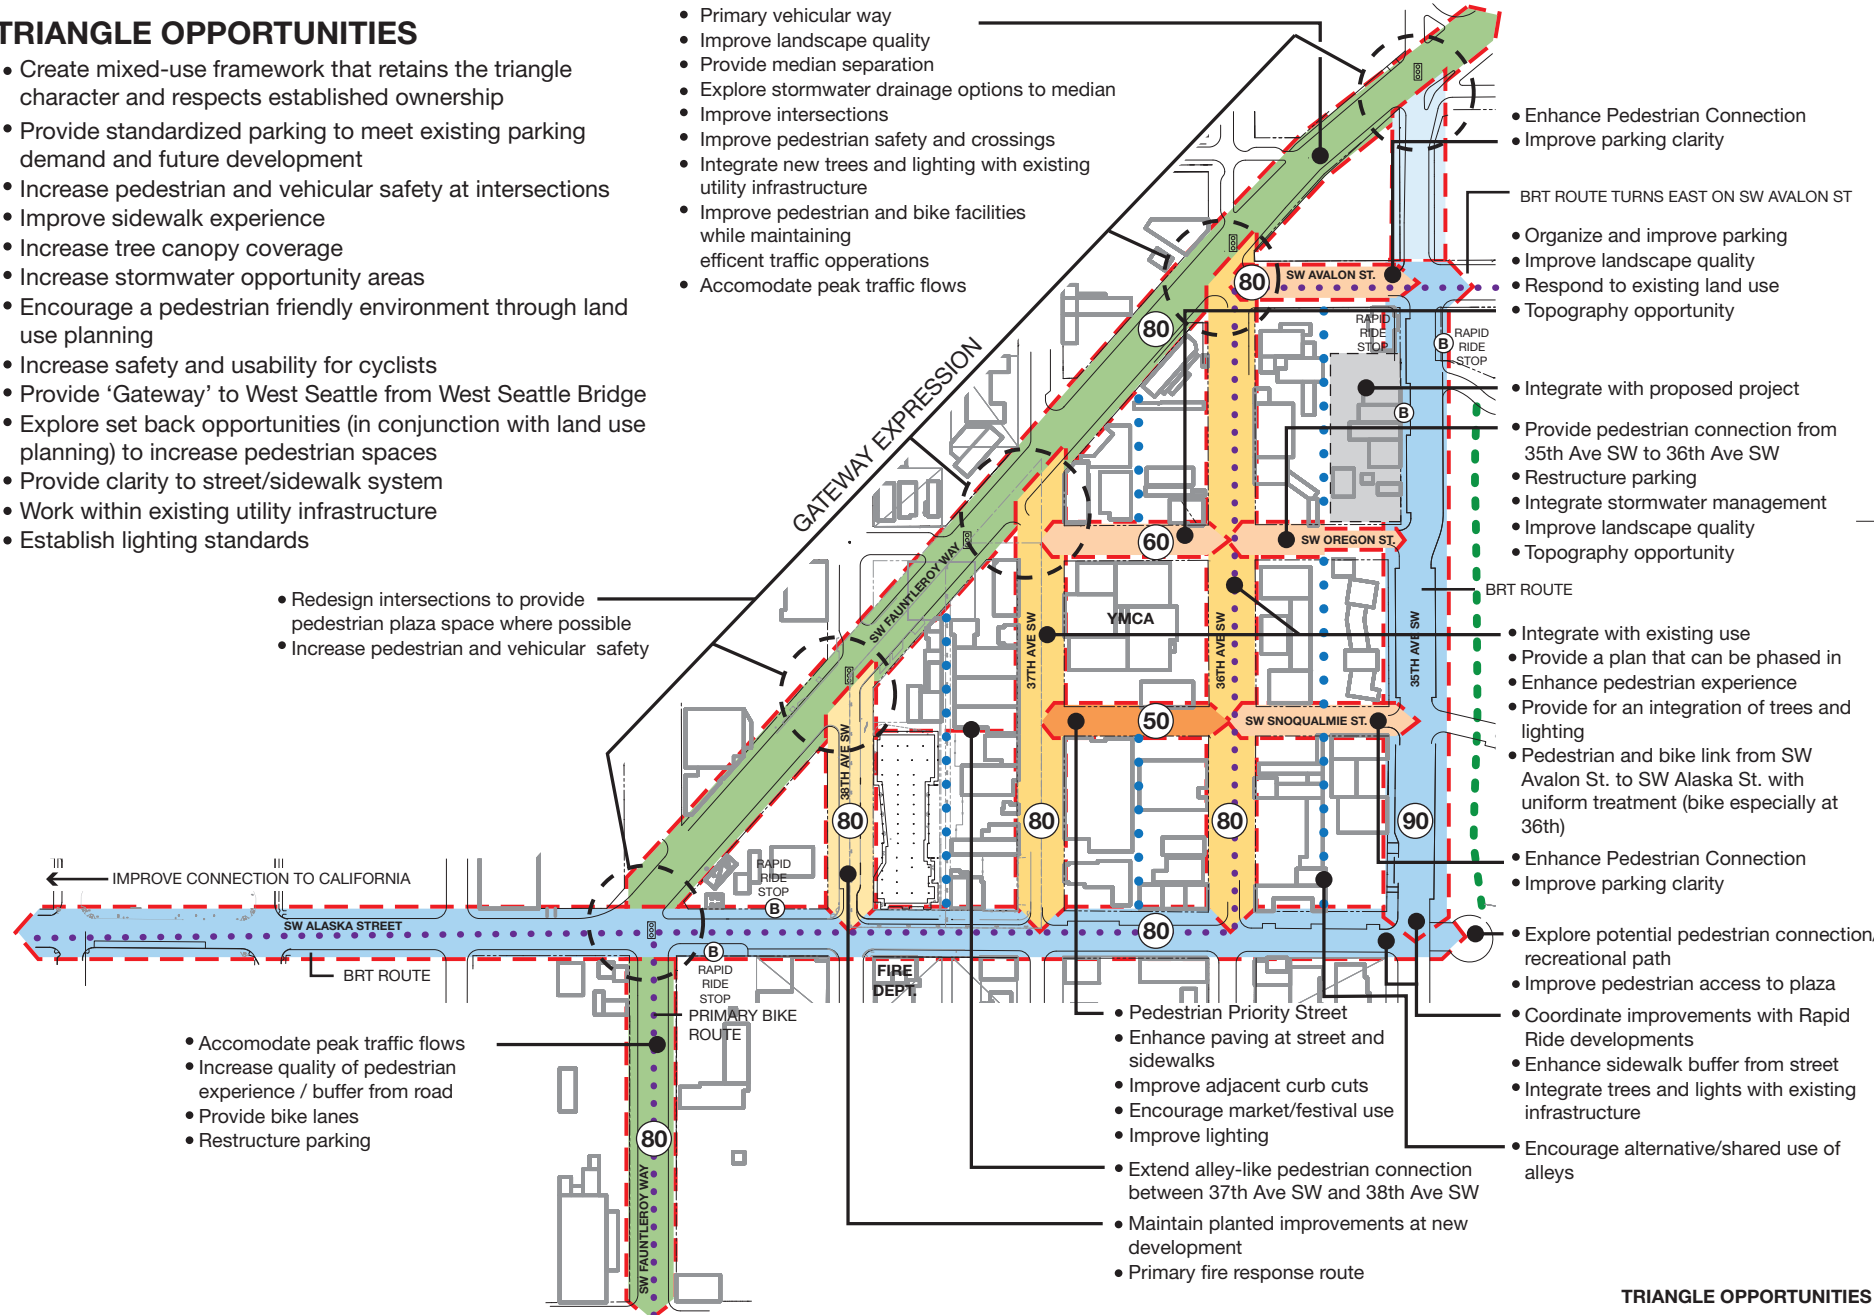 TRIANGLE OPPORTUNITIES
• Create mixed-use framework that retains the triangle
character and respects established ownership
• Provide standardized parking to meet existing parking
demand and future development
• Increase pedestrian and vehicular safety at intersections
• Improve sidewalk experience
• Increase tree canopy coverage
• Increase stormwater opportunity areas
• Encourage a pedestrian friendly environment through land
use planning
• Increase safety and usability for cyclists
• Provide ‘Gateway’ to West Seattle from West Seattle Bridge
• Explore set back opportunities (in conjunction with land use
planning) to increase pedestrian spaces
• Provide clarity to street/sidewalk system
• Work within existing utility infrastructure
• Establish lighting standards
• Primary vehicular way
• Improve landscape quality
• Provide median separation
• Explore stormwater drainage options to median
• Improve intersections
• Improve pedestrian safety and crossings
• Integrate new trees and lighting with existing
utility infrastructure
• Improve pedestrian and bike facilities
while maintaining
efficent traffic opperations
• Accomodate peak traffic flows
• Enhance Pedestrian Connection
• Improve parking clarity
BRT ROUTE TURNS EAST ON SW AVALON ST
• Organize and improve parking
• Improve landscape quality
• Respond to existing land use
• Topography opportunity
• Integrate with proposed project
• Provide pedestrian connection from
35th Ave SW to 36th Ave SW
• Restructure parking
• Integrate stormwater management
• Improve landscape quality
• Topography opportunity
BRT ROUTE
• Integrate with existing use
• Provide a plan that can be phased in
• Enhance pedestrian experience
• Provide for an integration of trees and
lighting
• Pedestrian and bike link from SW
Avalon St. to SW Alaska St. with
uniform treatment (bike especially at
36th)
• Enhance Pedestrian Connection
• Improve parking clarity
• Explore potential pedestrian connection/
recreational path
• Improve pedestrian access to plaza
• Coordinate improvements with Rapid
Ride developments
• Enhance sidewalk buffer from street
• Integrate trees and lights with existing
infrastructure
• Encourage alternative/shared use of
alleys
GATEWAY EXPRESSION
• Redesign intersections to provide
pedestrian plaza space where possible
• Increase pedestrian and vehicular safety
SW AVALON ST.
80
80
RAPID
RIDE
STOP
B
RAPID
RIDE
STOP
B
SW FAUNTLEROY WAY
60
SW OREGON ST.
YMCA
37TH AVE SW
36TH AVE SW
35TH AVE SW
38TH AVE SW
50
SW SNOQUALMIE ST.
80
80
80
90
IMPROVE CONNECTION TO CALIFORNIA
RAPID
RIDE
STOP
B
SW ALASKA STREET
80
BRT ROUTE
B
RAPID
RIDE
STOP
FIRE
DEPT.
PRIMARY BIKE
ROUTE
• Accomodate peak traffic flows
• Increase quality of pedestrian
experience / buffer from road
• Provide bike lanes
• Restructure parking
80
SW FAUNTLEROY WAY
• Pedestrian Priority Street
• Enhance paving at street and
sidewalks
• Improve adjacent curb cuts
• Encourage market/festival use
• Improve lighting
• Extend alley-like pedestrian connection
between 37th Ave SW and 38th Ave SW
• Maintain planted improvements at new
development
• Primary fire response route
TRIANGLE OPPORTUNITIES